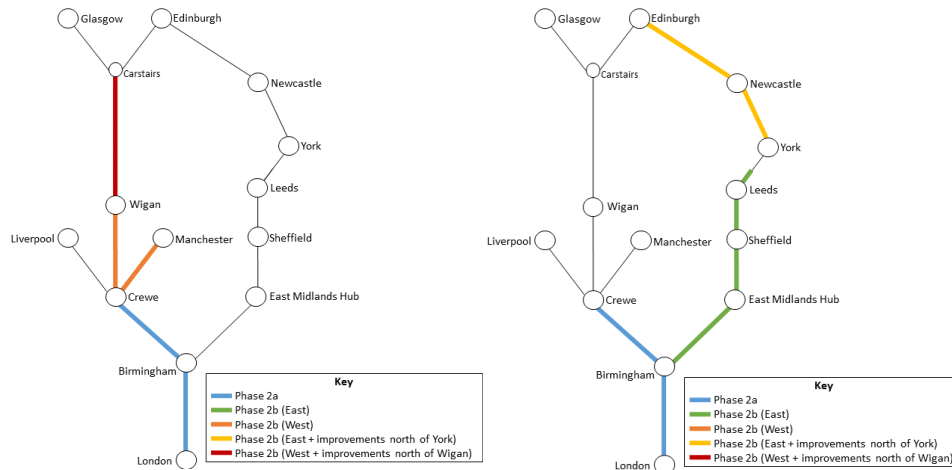 Glasgow
Edinburgh
Carstairs
Newcastle
York
Leeds
Wigan
Liverpool
Manchester
Sheffield
Crewe
East Midlands Hub
Birmingham
London
Key
Phase 2a
Phase 2b (East)
Phase 2b (West)
Phase 2b (East + improvements north of York)
Phase 2b (West + improvements north of Wigan)
Glasgow
Edinburgh
Carstairs
Newcastle
York
Leeds
Wigan
Liverpool
Manchester
Sheffield
Crewe
East Midlands Hub
Birmingham
London
Key
Phase 2a
Phase 2b (East)
Phase 2b (West)
Phase 2b (East + improvements north of York)
Phase 2b (West + improvements north of Wigan)